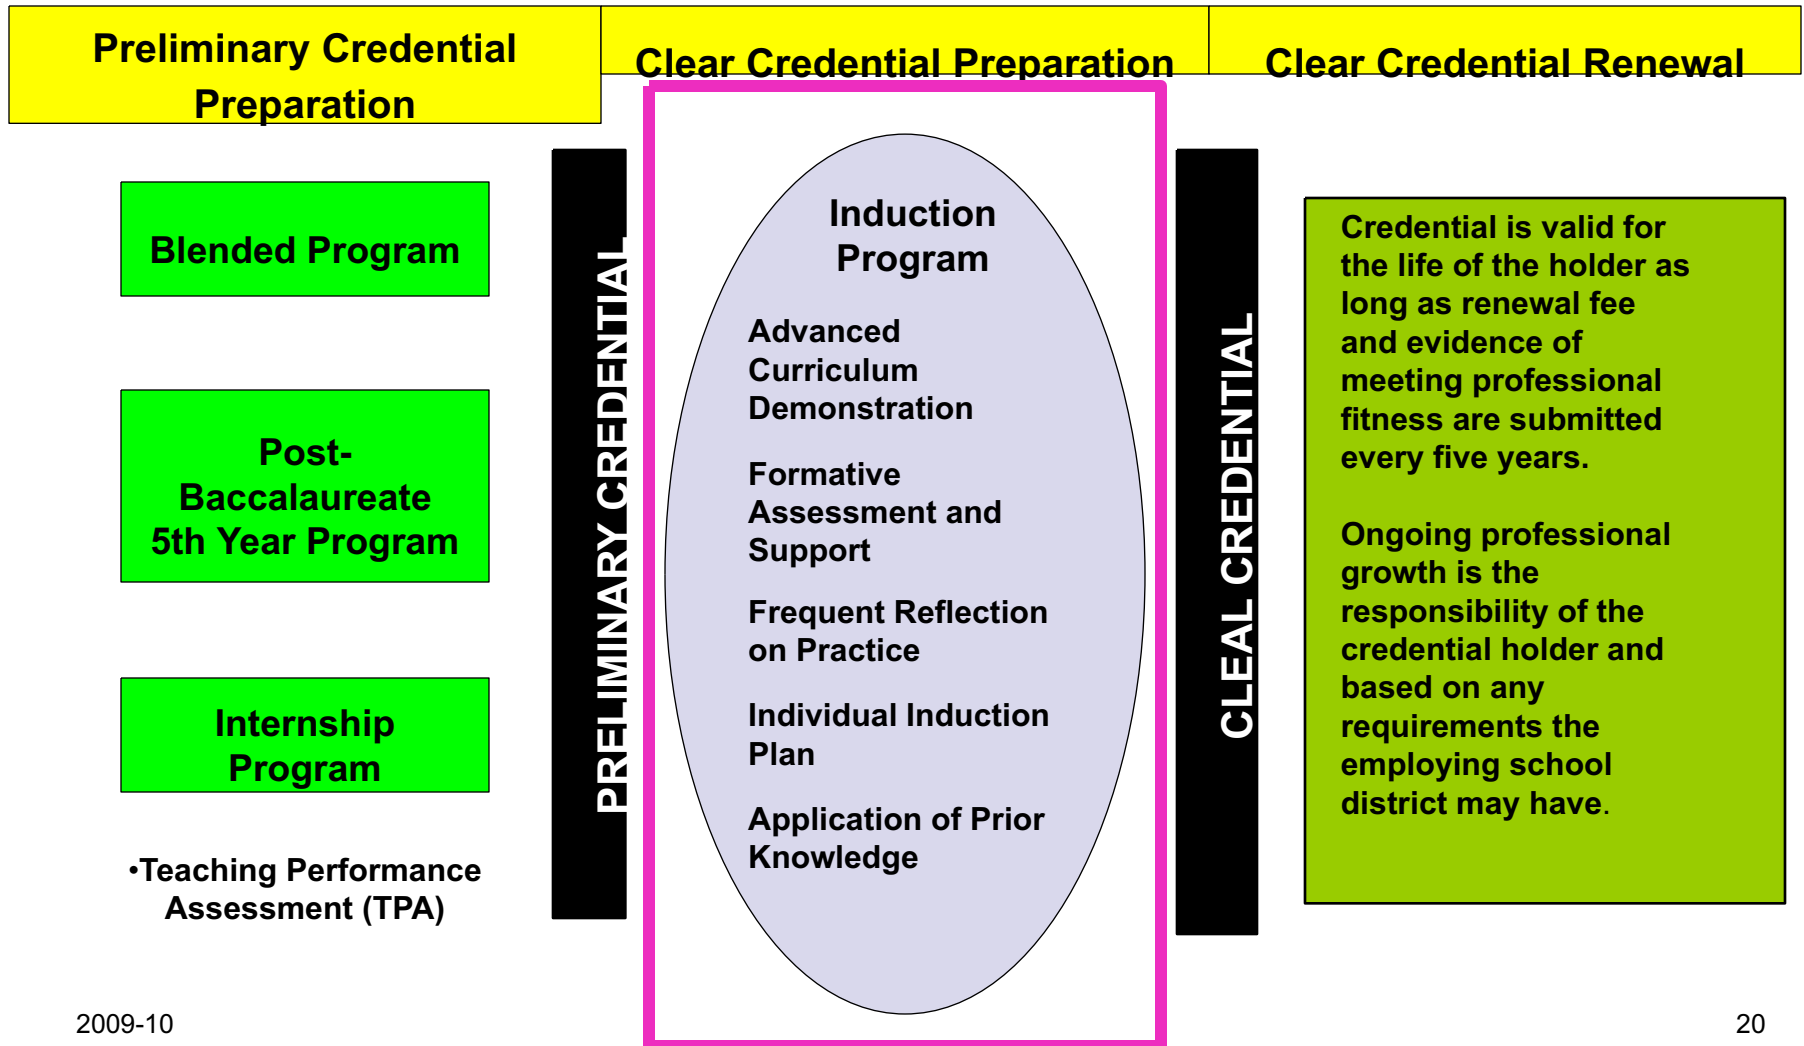 Preliminary Credential
Preparation
Clear Credential Preparation
Clear Credential Renewal
Blended Program
Post-
Baccalaureate
5th Year Program
Internship
Program
•Teaching Performance
Assessment (TPA)
PRELIMINARY CREDENTIAL
Induction
Program
Advanced
Curriculum
Demonstration
Formative
Assessment and
Support
Frequent Reflection
on Practice
Individual Induction
Plan
Application of Prior
Knowledge
CLEAL CREDENTIAL
Credential is valid for
the life of the holder as
long as renewal fee
and evidence of
meeting professional
fitness are submitted
every five years.
Ongoing professional
growth is the
responsibility of the
credential holder and
based on any
requirements the
employing school
district may have.
2009-10
20